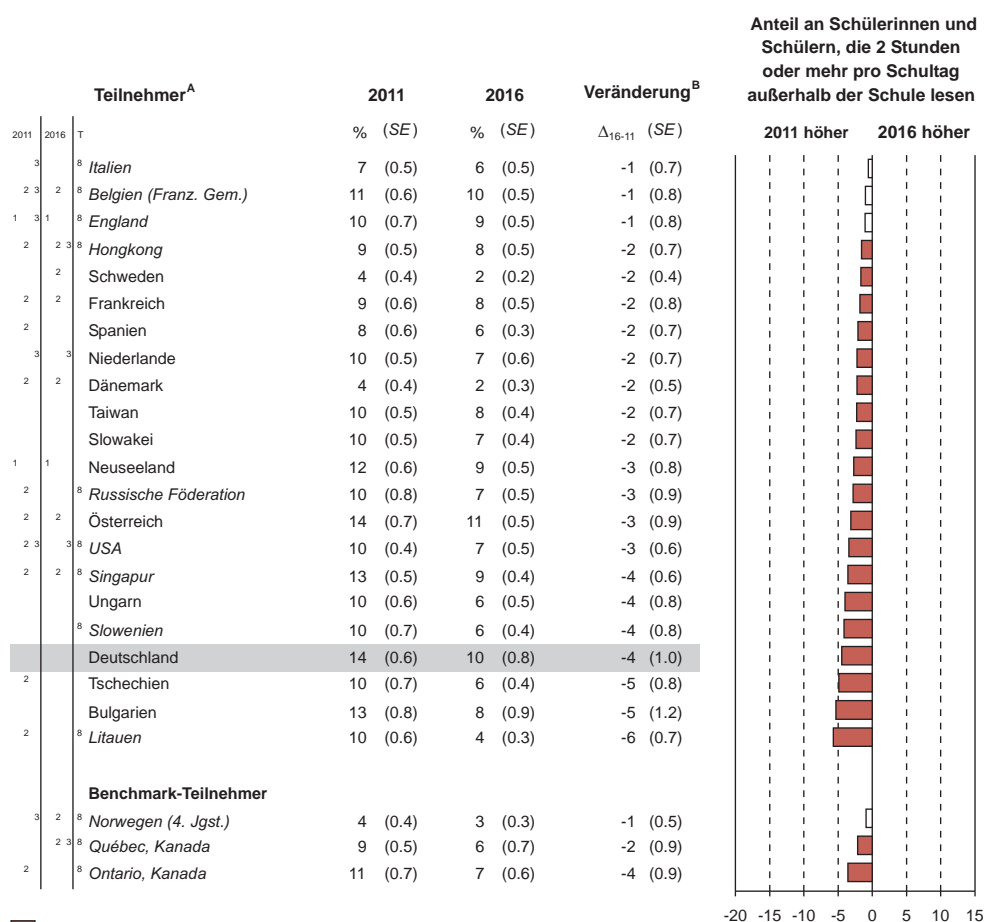 Anteil an Schülerinnen und
Schülern, die 2 Stunden
oder mehr pro Schultag
außerhalb der Schule lesen
Teilnehmer^A 2011 2016 Veränderung^B
2011 2016 T % (SE) % (SE) Δ16-11 (SE) 2011 höher 2016 höher
3 8 Italien 7 (0.5) 6 (0.5) -1 (0.7)
2 3 2 8 Belgien (Franz. Gem.) 11 (0.6) 10 (0.5) -1 (0.8)
1 3 1 8 England 10 (0.7) 9 (0.5) -1 (0.8)
2 2 3 8 Hongkong 9 (0.5) 8 (0.5) -2 (0.7)
2 Schweden 4 (0.4) 2 (0.2) -2 (0.4)
2 2 Frankreich 9 (0.6) 8 (0.5) -2 (0.8)
2 Spanien 8 (0.6) 6 (0.3) -2 (0.7)
3 3 Niederlande 10 (0.5) 7 (0.6) -2 (0.7)
2 2 Dänemark 4 (0.4) 2 (0.3) -2 (0.5)
Taiwan 10 (0.5) 8 (0.4) -2 (0.7)
Slowakei 10 (0.5) 7 (0.4) -2 (0.7)
1 1 Neuseeland 12 (0.6) 9 (0.5) -3 (0.8)
2 8 Russische Föderation 10 (0.8) 7 (0.5) -3 (0.9)
2 2 Österreich 14 (0.7) 11 (0.5) -3 (0.9)
2 3 3 8 USA 10 (0.4) 7 (0.5) -3 (0.6)
2 2 8 Singapur 13 (0.5) 9 (0.4) -4 (0.6)
Ungarn 10 (0.6) 6 (0.5) -4 (0.8)
8 Slowenien 10 (0.7) 6 (0.4) -4 (0.8)
Deutschland 14 (0.6) 10 (0.8) -4 (1.0)
2 Tschechien 10 (0.7) 6 (0.4) -5 (0.8)
Bulgarien 13 (0.8) 8 (0.9) -5 (1.2)
2 8 Litauen 10 (0.6) 4 (0.3) -6 (0.7)
Benchmark-Teilnehmer
3 2 8 Norwegen (4. Jgst.) 4 (0.4) 3 (0.3) -1 (0.5)
2 3 8 Québec, Kanada 9 (0.5) 6 (0.7) -2 (0.9)
2 8 Ontario, Kanada 11 (0.7) 7 (0.6) -4 (0.9)
-20 -15 -10 -5 0 5 10 15